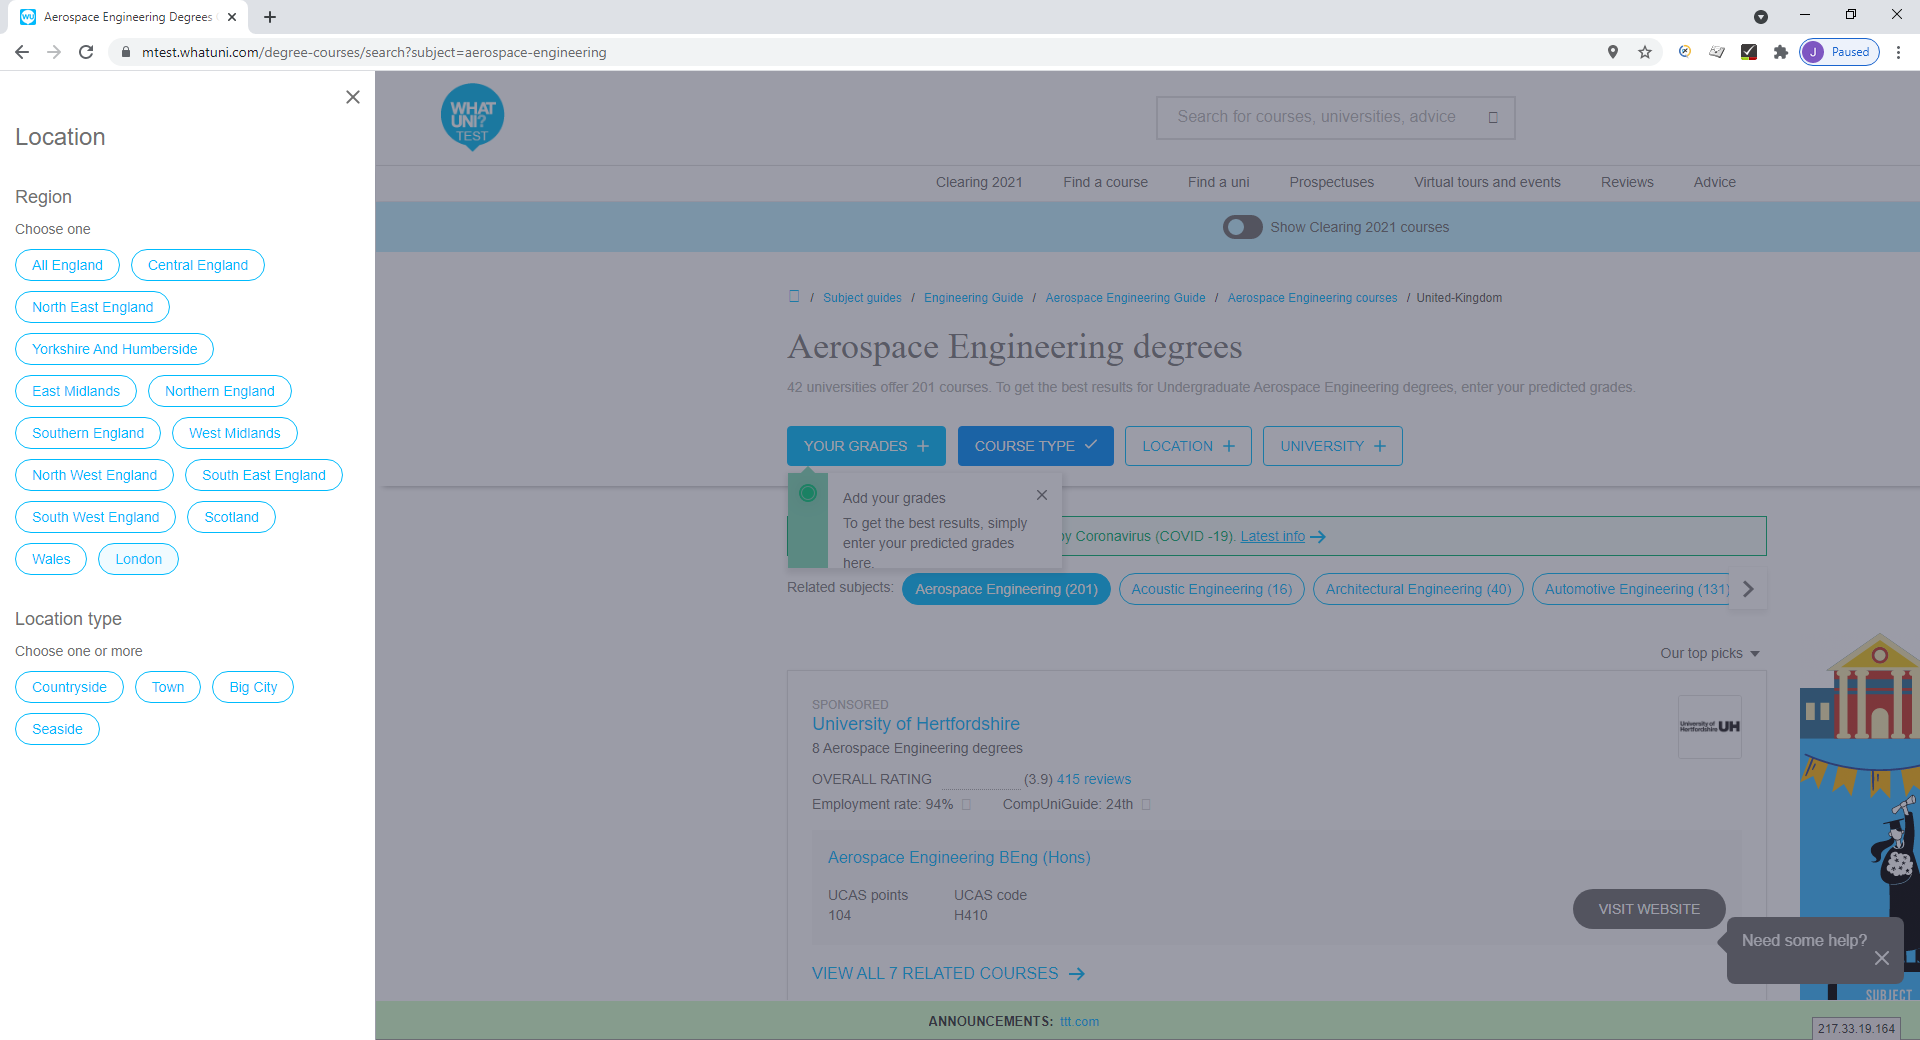 Aerospace Engineering Degrees
mtest.whatuni.com/degree-courses/search?subject=aerospace-engineering
J Paused
Location
Region
Choose one
All England
Central England
North East England
Yorkshire And Humberside
East Midlands
Northern England
Southern England
West Midlands
North West England
South East England
South West England
Scotland
Wales
London
Location type
Choose one or more
Countryside
Town
Big City
Seaside
WHAT
UNI?
TEST
Search for courses, universities, advice
Clearing 2021
Find a course
Find a uni
Prospectuses
Virtual tours and events
Reviews
Advice
Show Clearing 2021 courses
/ Subject guides / Engineering Guide / Aerospace Engineering Guide / Aerospace Engineering courses / United-Kingdom
Aerospace Engineering degrees
42 universities offer 201 courses. To get the best results for Undergraduate Aerospace Engineering degrees, enter your predicted grades.
YOUR GRADES
COURSE TYPE
LOCATION
UNIVERSITY
Add your grades
To get the best results, simply
enter your predicted grades
here.
by Coronavirus (COVID -19). Latest info
Related subjects:
Aerospace Engineering (201)
Acoustic Engineering (16)
Architectural Engineering (40)
Automotive Engineering (131)
Our top picks
SPONSORED
University of Hertfordshire
8 Aerospace Engineering degrees
University of
Hertfordshire UH
OVERALL RATING (3.9) 415 reviews
Employment rate: 94%
CompUniGuide: 24th
Aerospace Engineering BEng (Hons)
UCAS points
UCAS code
104
H410
VISIT WEBSITE
VIEW ALL 7 RELATED COURSES
Need some help?
SUBJECT
ANNOUNCEMENTS: ttt.com
217.33.19.164